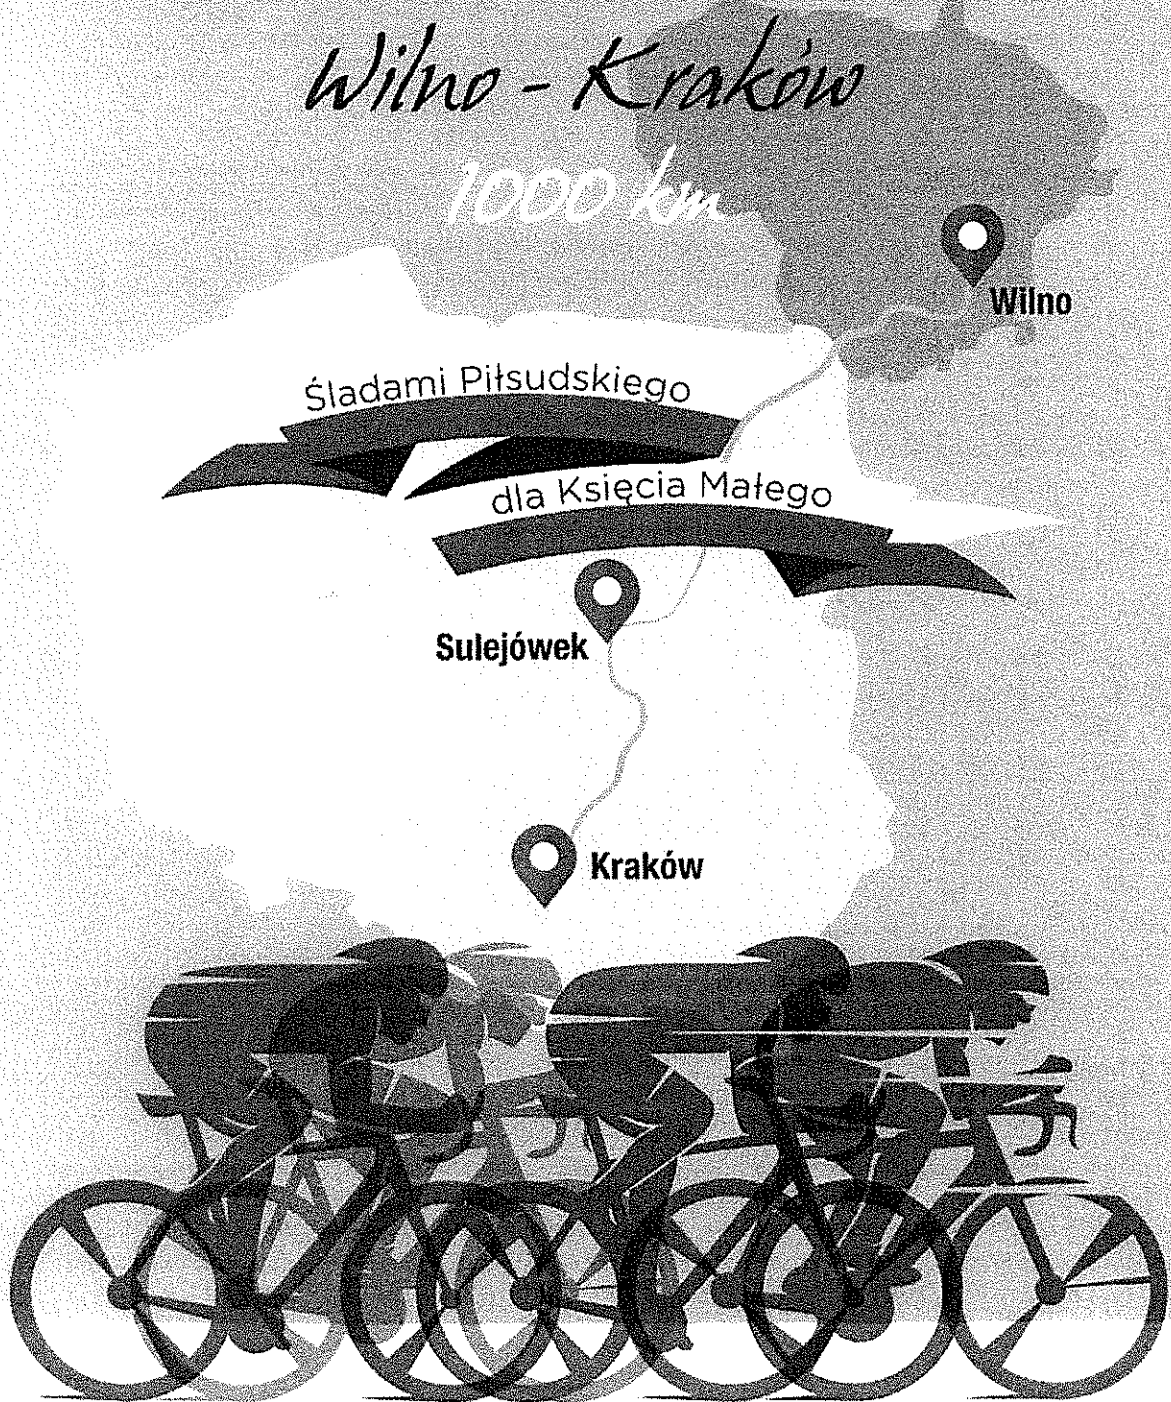 Wilno - Kraków
1000 km
Wilno
Śladami Piłsudskiego
dla Księcia Małego
Sulejówek
Kraków